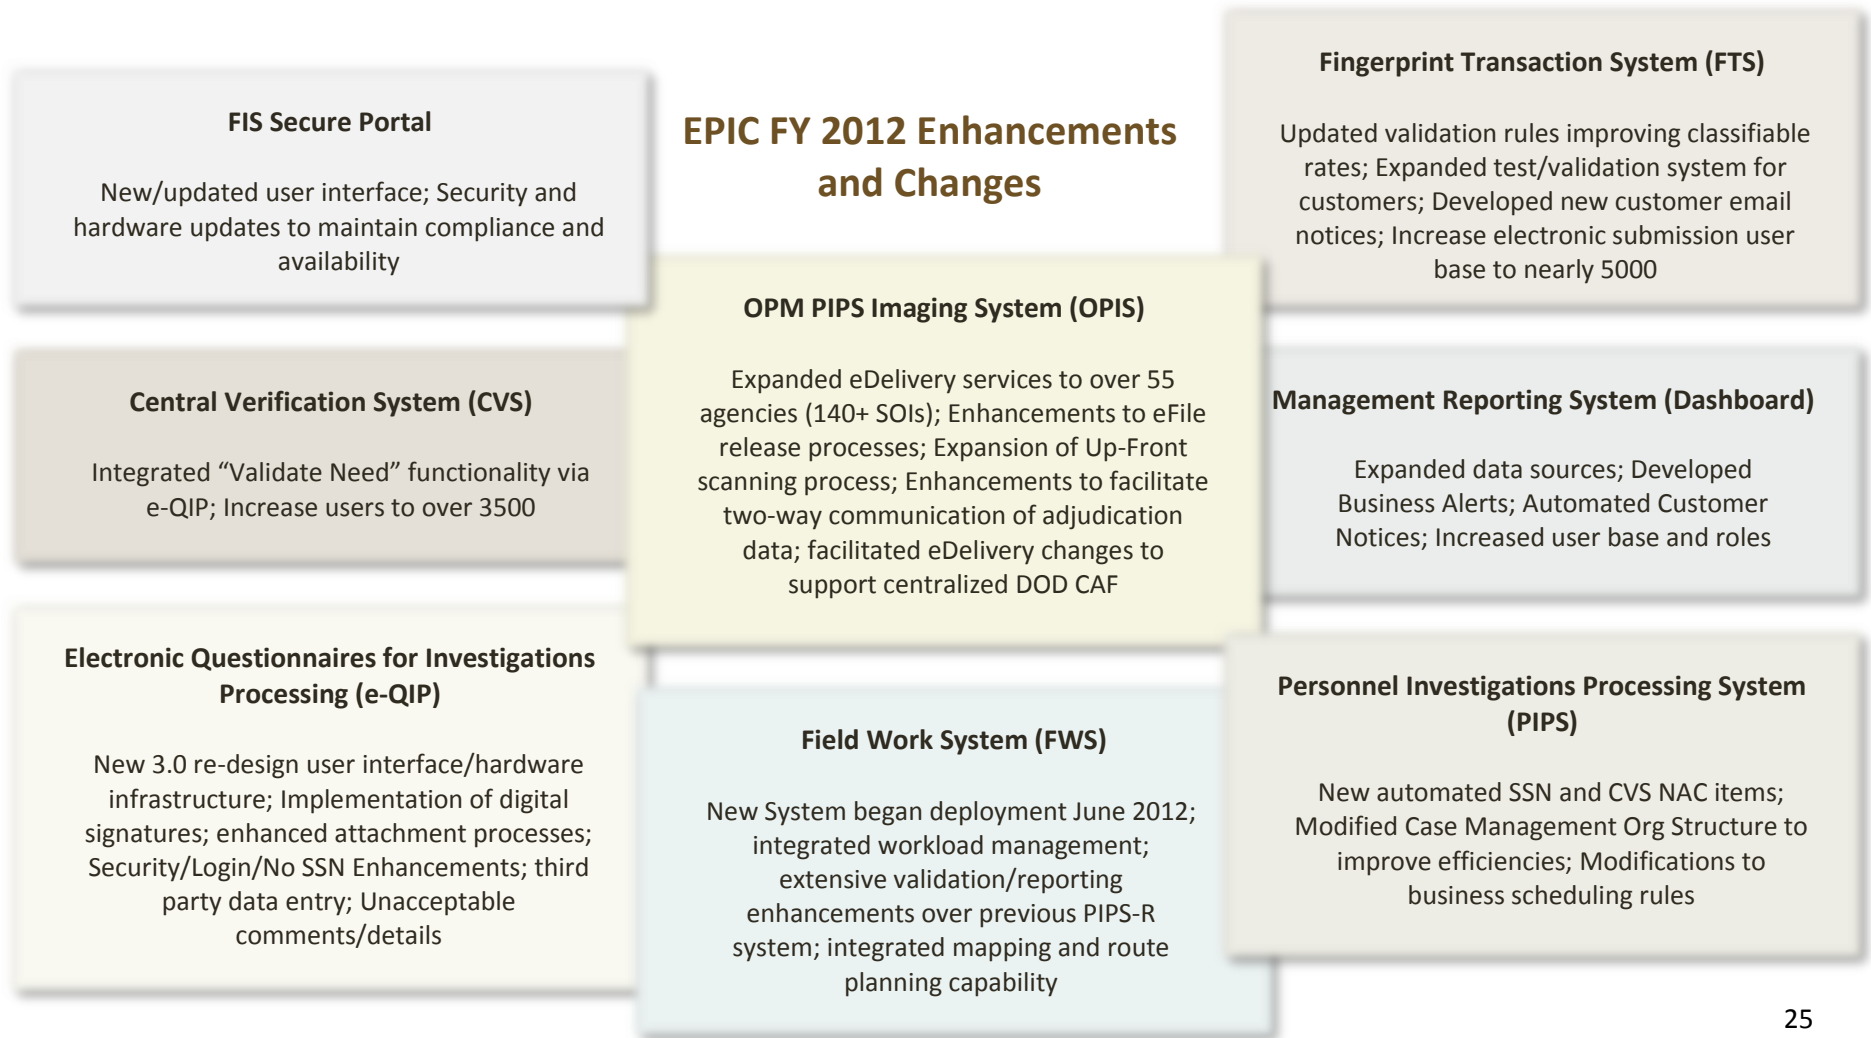 EPIC FY 2012 Enhancements
and Changes
FIS Secure Portal
New/updated user interface; Security and
hardware updates to maintain compliance and
availability
Fingerprint Transaction System (FTS)
Updated validation rules improving classifiable
rates; Expanded test/validation system for
customers; Developed new customer email
notices; Increase electronic submission user
base to nearly 5000
OPM PIPS Imaging System (OPIS)
Expanded eDelivery services to over 55
agencies (140+ SOIs); Enhancements to eFile
release processes; Expansion of Up-Front
scanning process; Enhancements to facilitate
two-way communication of adjudication
data; facilitated eDelivery changes to
support centralized DOD CAF
Central Verification System (CVS)
Integrated “Validate Need” functionality via
e-QIP; Increase users to over 3500
Management Reporting System (Dashboard)
Expanded data sources; Developed
Business Alerts; Automated Customer
Notices; Increased user base and roles
Electronic Questionnaires for Investigations
Processing (e-QIP)
New 3.0 re-design user interface/hardware
infrastructure; Implementation of digital
signatures; enhanced attachment processes;
Security/Login/No SSN Enhancements; third
party data entry; Unacceptable
comments/details
Field Work System (FWS)
New System began deployment June 2012;
integrated workload management;
extensive validation/reporting
enhancements over previous PIPS-R
system; integrated mapping and route
planning capability
Personnel Investigations Processing System
(PIPS)
New automated SSN and CVS NAC items;
Modified Case Management Org Structure to
improve efficiencies; Modifications to
business scheduling rules
25